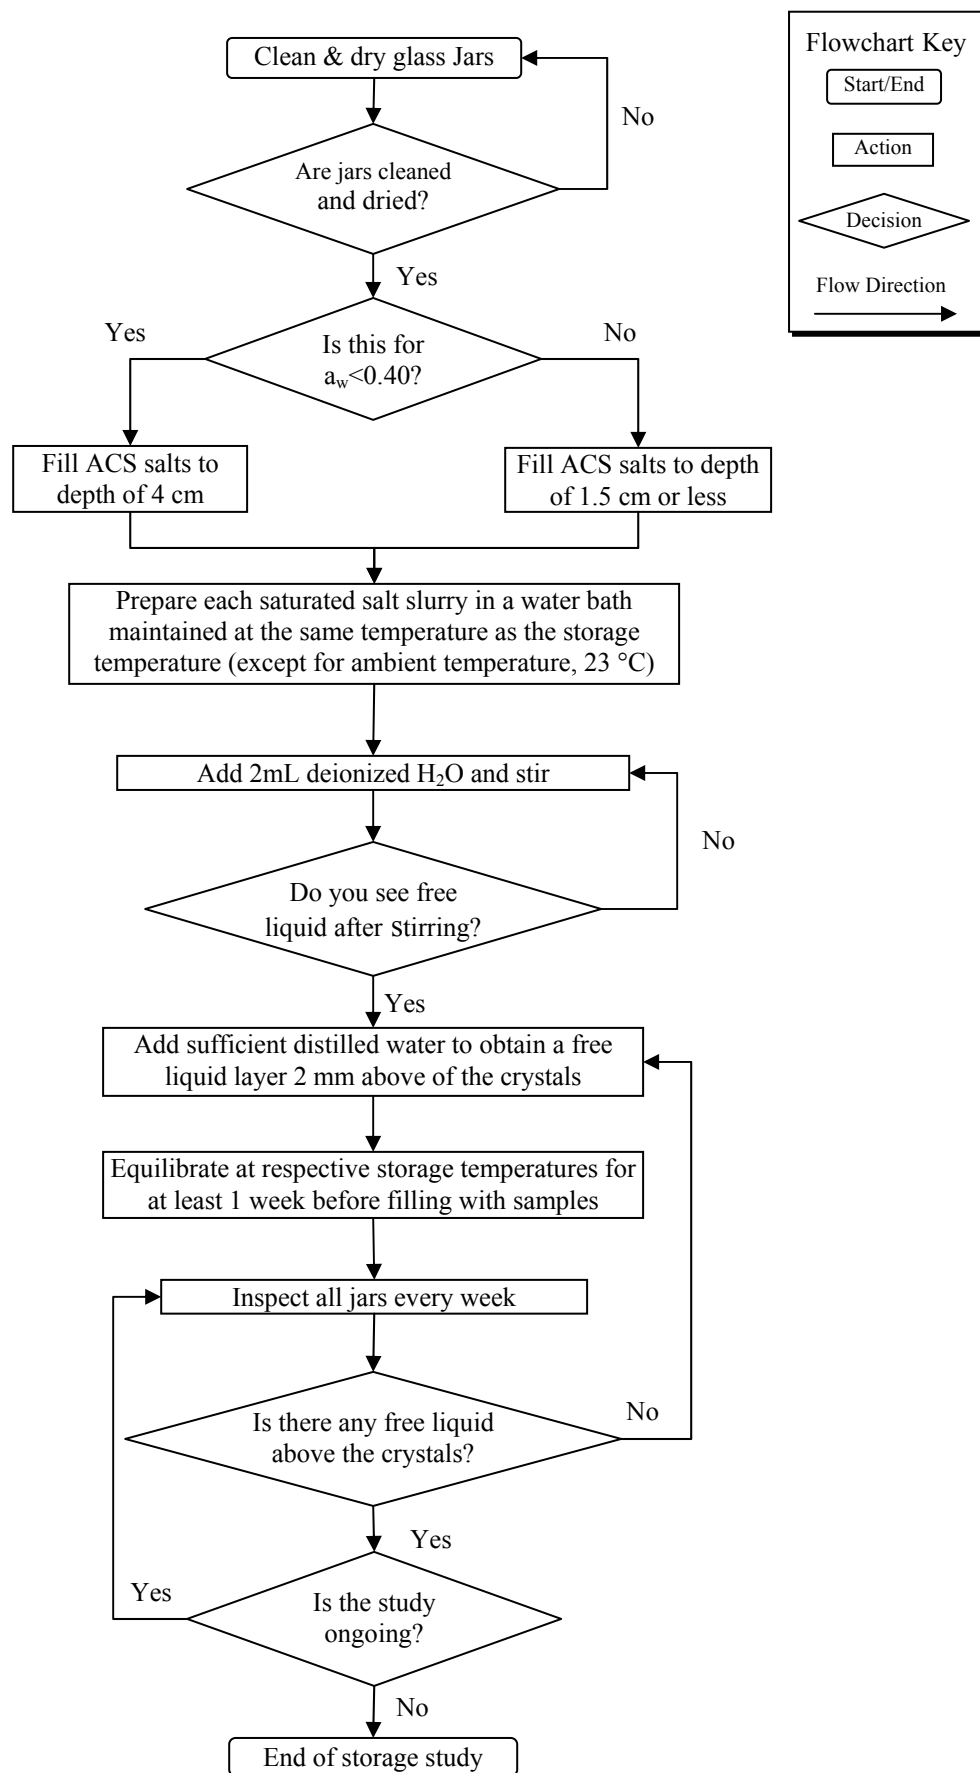 Clean & dry glass Jars
No
Are jars cleaned
and dried?
Yes
Yes
No
Is this for
a_w<0.40?
Fill ACS salts to
depth of 4 cm
Fill ACS salts to depth
of 1.5 cm or less
Prepare each saturated salt slurry in a water bath
maintained at the same temperature as the storage
temperature (except for ambient temperature, 23 °C)
Add 2mL deionized H₂O and stir
No
Do you see free
liquid after Stirring?
Yes
Add sufficient distilled water to obtain a free
liquid layer 2 mm above of the crystals
Equilibrate at respective storage temperatures for
at least 1 week before filling with samples
Inspect all jars every week
Is there any free liquid
above the crystals?
No
Yes
Yes
Is the study
ongoing?
No
End of storage study
Flowchart Key
Start/End
Action
Decision
Flow Direction